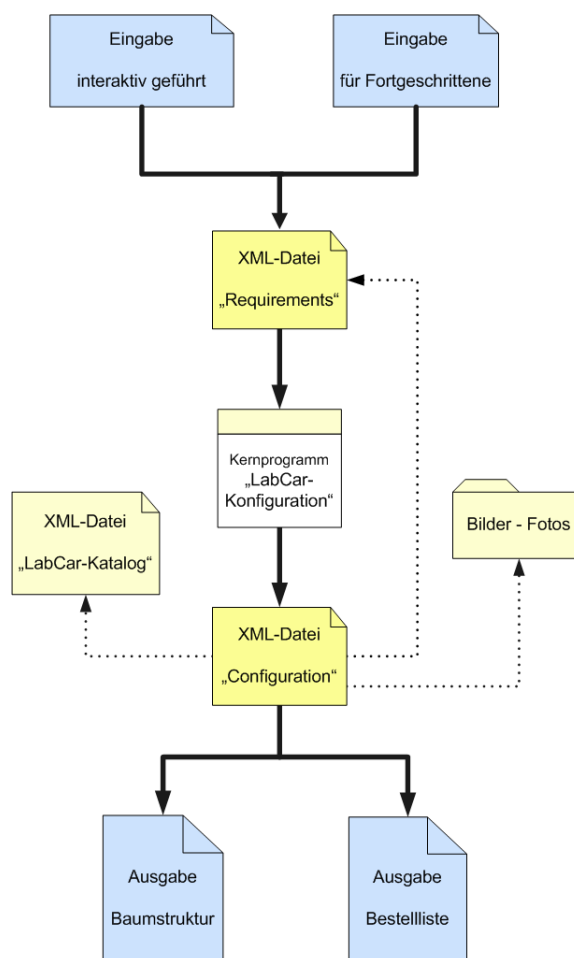 Eingabe
interaktiv geführt
Eingabe
für Fortgeschrittene
XML-Datei
„Requirements“
Kernprogramm
„LabCar-
Konfiguration“
XML-Datei
„LabCar-Katalog“
Bilder - Fotos
XML-Datei
„Configuration“
Ausgabe
Baumstruktur
Ausgabe
Bestellliste